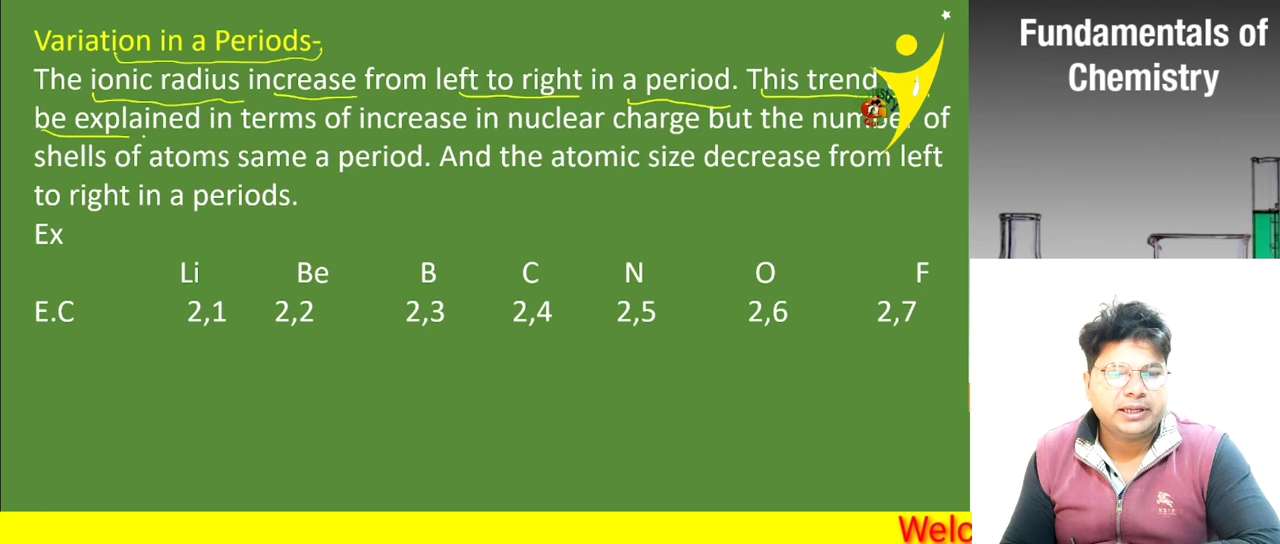 Variation in a Periods-
The ionic radius increase from left to right in a period. This trend
be explained in terms of increase in nuclear charge but the number of
shells of atoms same a period. And the atomic size decrease from left
to right in a periods.
Ex
Li Be B C N O F
E.C 2,1 2,2 2,3 2,4 2,5 2,6 2,7
Fundamentals of
Chemistry